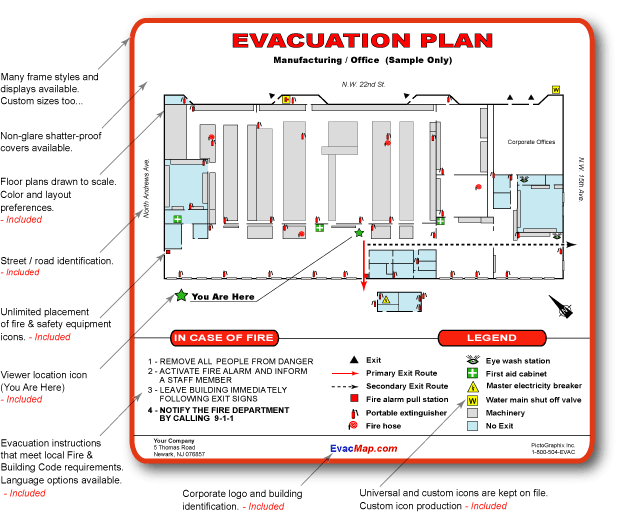 EVACUATION PLAN
Manufacturing / Office (Sample Only)
N.W. 22nd St.
W
Many frame styles and
displays available.
Custom sizes too...
Non-glare shatter-proof
covers available.
Corporate Offices
North Andrews Ave.
N.W. 15th Ave.
Floor plans drawn to scale.
Color and layout
preferences.
- Included
Street / road identification.
- Included
You Are Here
Unlimited placement
of fire & safety equipment
icons. - Included
Viewer location icon
(You Are Here)
- Included
Evacuation instructions
that meet local Fire &
Building Code requirements.
Language options available.
- Included
IN CASE OF FIRE
1 - REMOVE ALL PEOPLE FROM DANGER
2 - ACTIVATE FIRE ALARM AND INFORM
A STAFF MEMBER
3 - LEAVE BUILDING IMMEDIATELY
FOLLOWING EXIT SIGNS
4 - NOTIFY THE FIRE DEPARTMENT
BY CALLING 9-1-1
LEGEND
Exit
Primary Exit Route
Secondary Exit Route
Fire alarm pull station
Portable extinguisher
Fire hose
Eye wash station
First aid cabinet
Master electricity breaker
W Water main shut off valve
Machinery
No Exit
Your Company
5 Thomas Road
Newark, NJ 076857
EvacMap.com
PictoGraphix Inc.
1-800-504-EVAC
Corporate logo and building
identification. - Included
Universal and custom icons are kept on file.
Custom icon production - Included